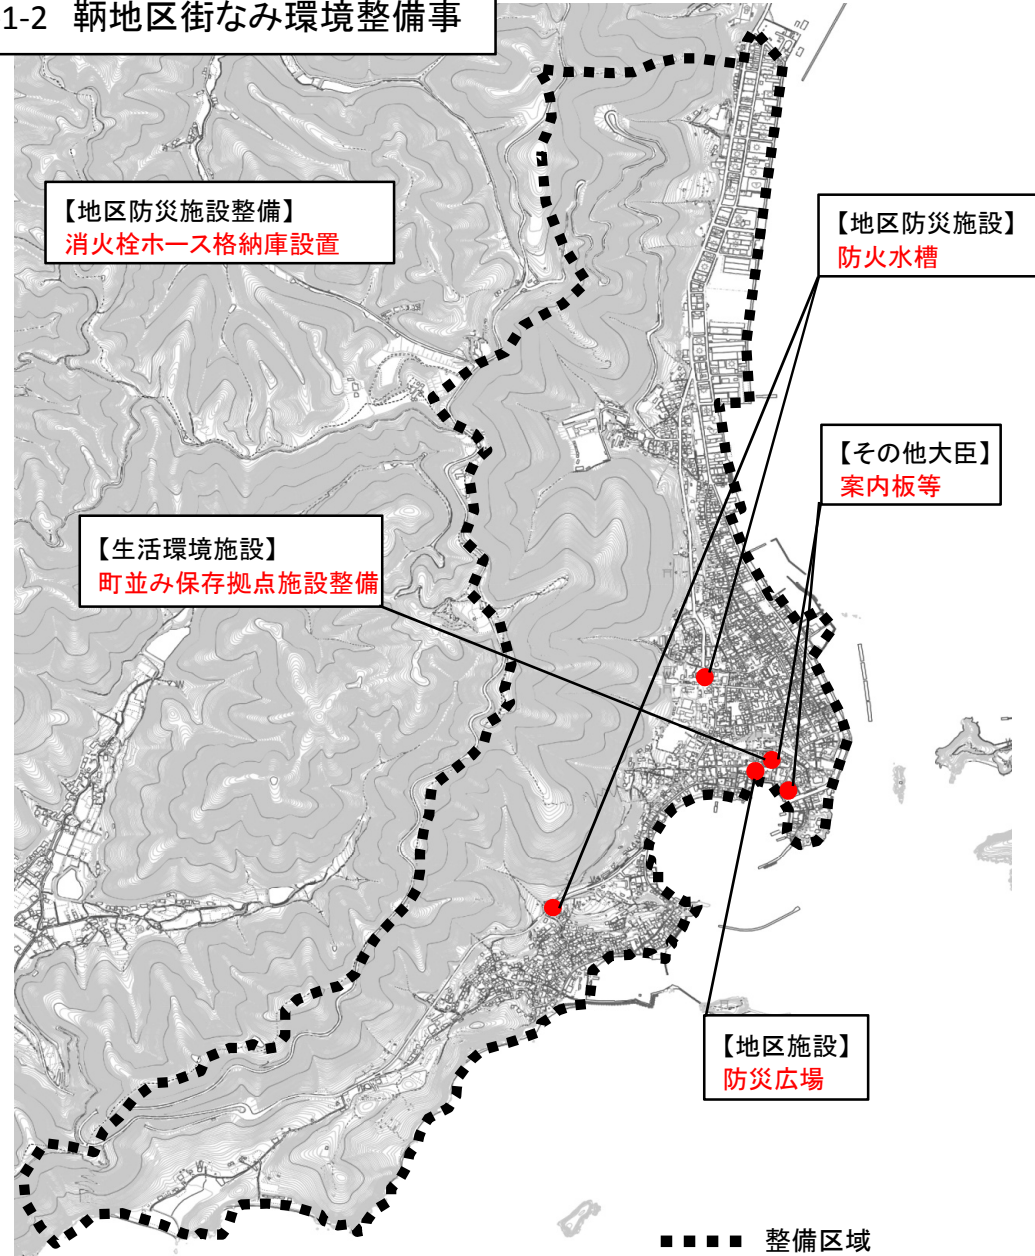 1-2 鞆地区街なみ環境整備事
【地区防災施設整備】
消火栓ホース格納庫設置
【地区防災施設】
防火水槽
【その他大臣】
案内板等
【生活環境施設】
町並み保存拠点施設整備
【地区施設】
防災広場
整備区域